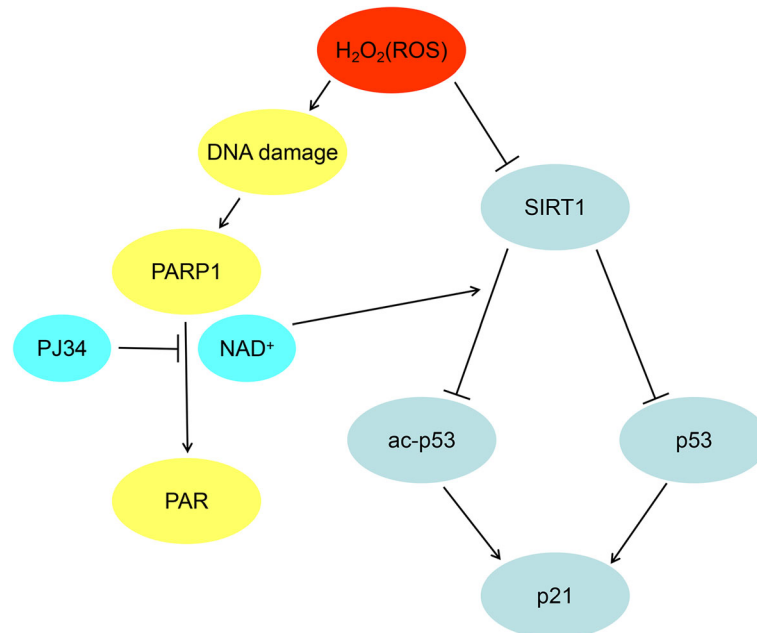 H₂O₂(ROS)
DNA damage
SIRT1
PARP1
PJ34
NAD⁺
ac-p53
p53
PAR
p21